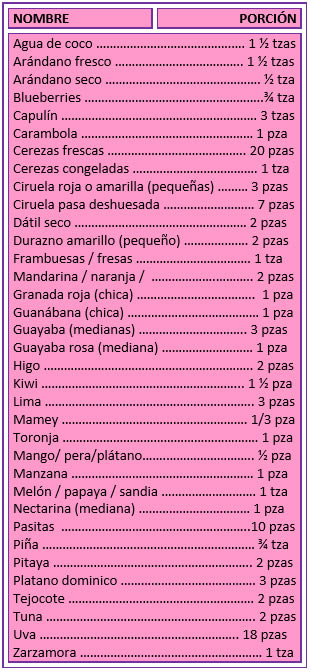 NOMBRE PORCIÓN
Agua de coco ............................................ 1 ½ tzas
Arándano fresco ...................................... 1 ½ tza
Arándano seco ................................................ ½ tza
Blueberries .....................................................¾ tza
Capulín .................................................. 3 tzas
Carambola .............................................. 1 pza
Cerezas frescas ......................................... 20 pzas
Cerezas congeladas ..................................... 1 tza
Ciruela roja o amarilla (pequeñas) ......... 3 pzas
Ciruela pasa deshuesada ........................... 7 pzas
Dátil seco ................................................... 2 pzas
Durazno amarillo (pequeño) ................... 2 pzas
Frambuesas / fresas .................................. 1 tza
Mandarina / naranja / .............................. 2 pzas
Granada roja (chica) ................................... 1 pza
Guanábana (chica) ....................................... 1 pza
Guayaba (medianas) ................................ 3 pzas
Guayaba rosa (mediana) ........................... 1 pza
Higo ...................................................... 2 pzas
Kiwi .................................................... 1 ½ pza
Lima ..................................................... 3 pzas
Mamey ....................................................... 1/3 pza
Toronja ........................................................ 1 pza
Mango/ pera/plátano................................. ½ pza
Manzana ...................................................... 1 pza
Melón / papaya / sandia ............................ 1 tza
Nectarina (mediana) ................................. 1 pza
Pasitas ........................................................10 pzas
Piña ............................................................... ¾ tza
Pitaya ..................................................... 2 pzas
Platano dominico ........................................ 3 pzas
Tejocote ....................................................... 2 pzas
Tuna ........................................................ 2 pzas
Uva ............................................................ 18 pzas
Zarzamora ...................................................... 1 tza